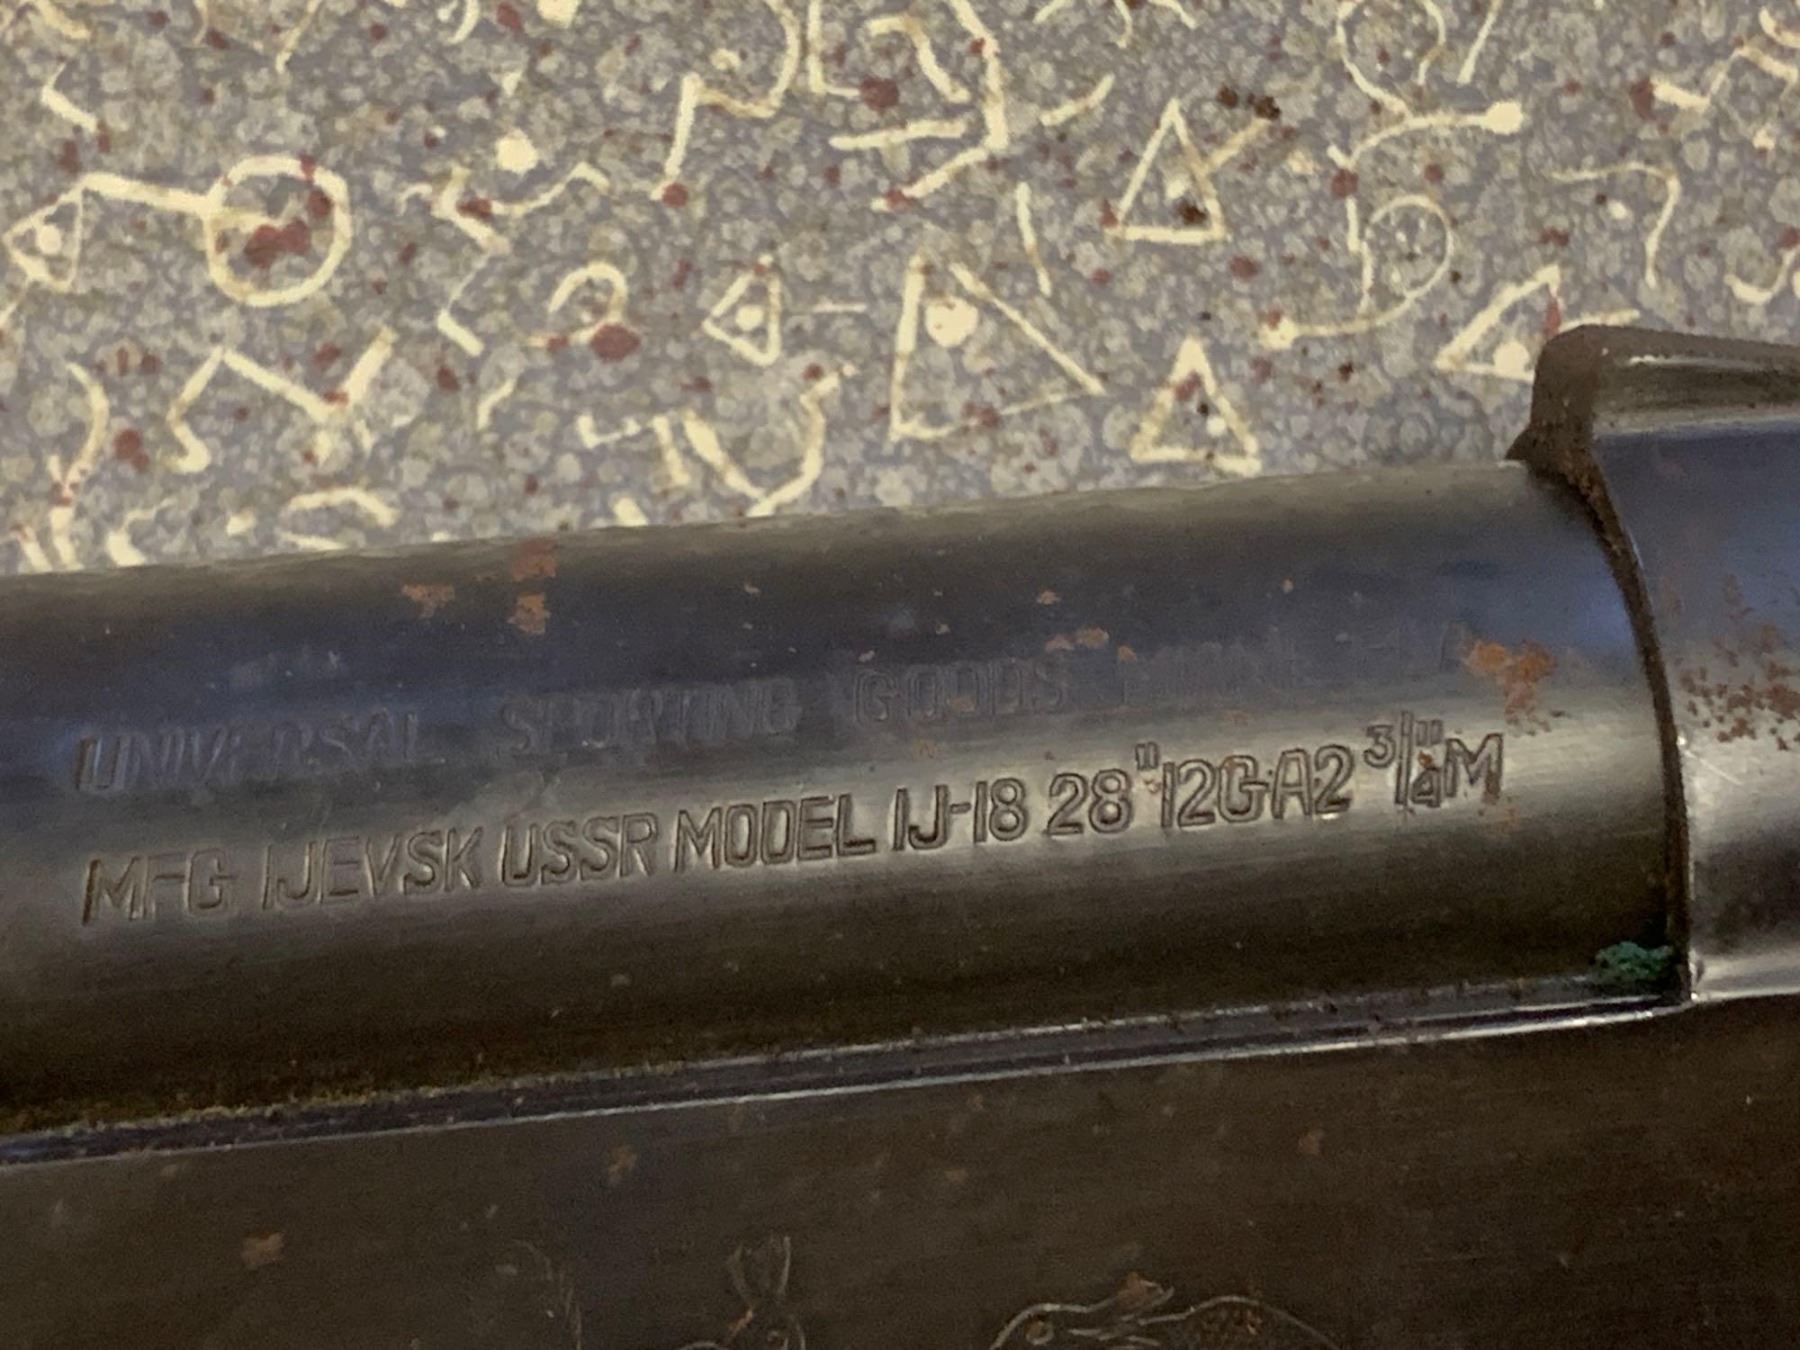 UNIVERSAL SPORTING GOODS
MFG IJEVSK USSR MODEL IJ-18 28" 12GA2 3/4" M